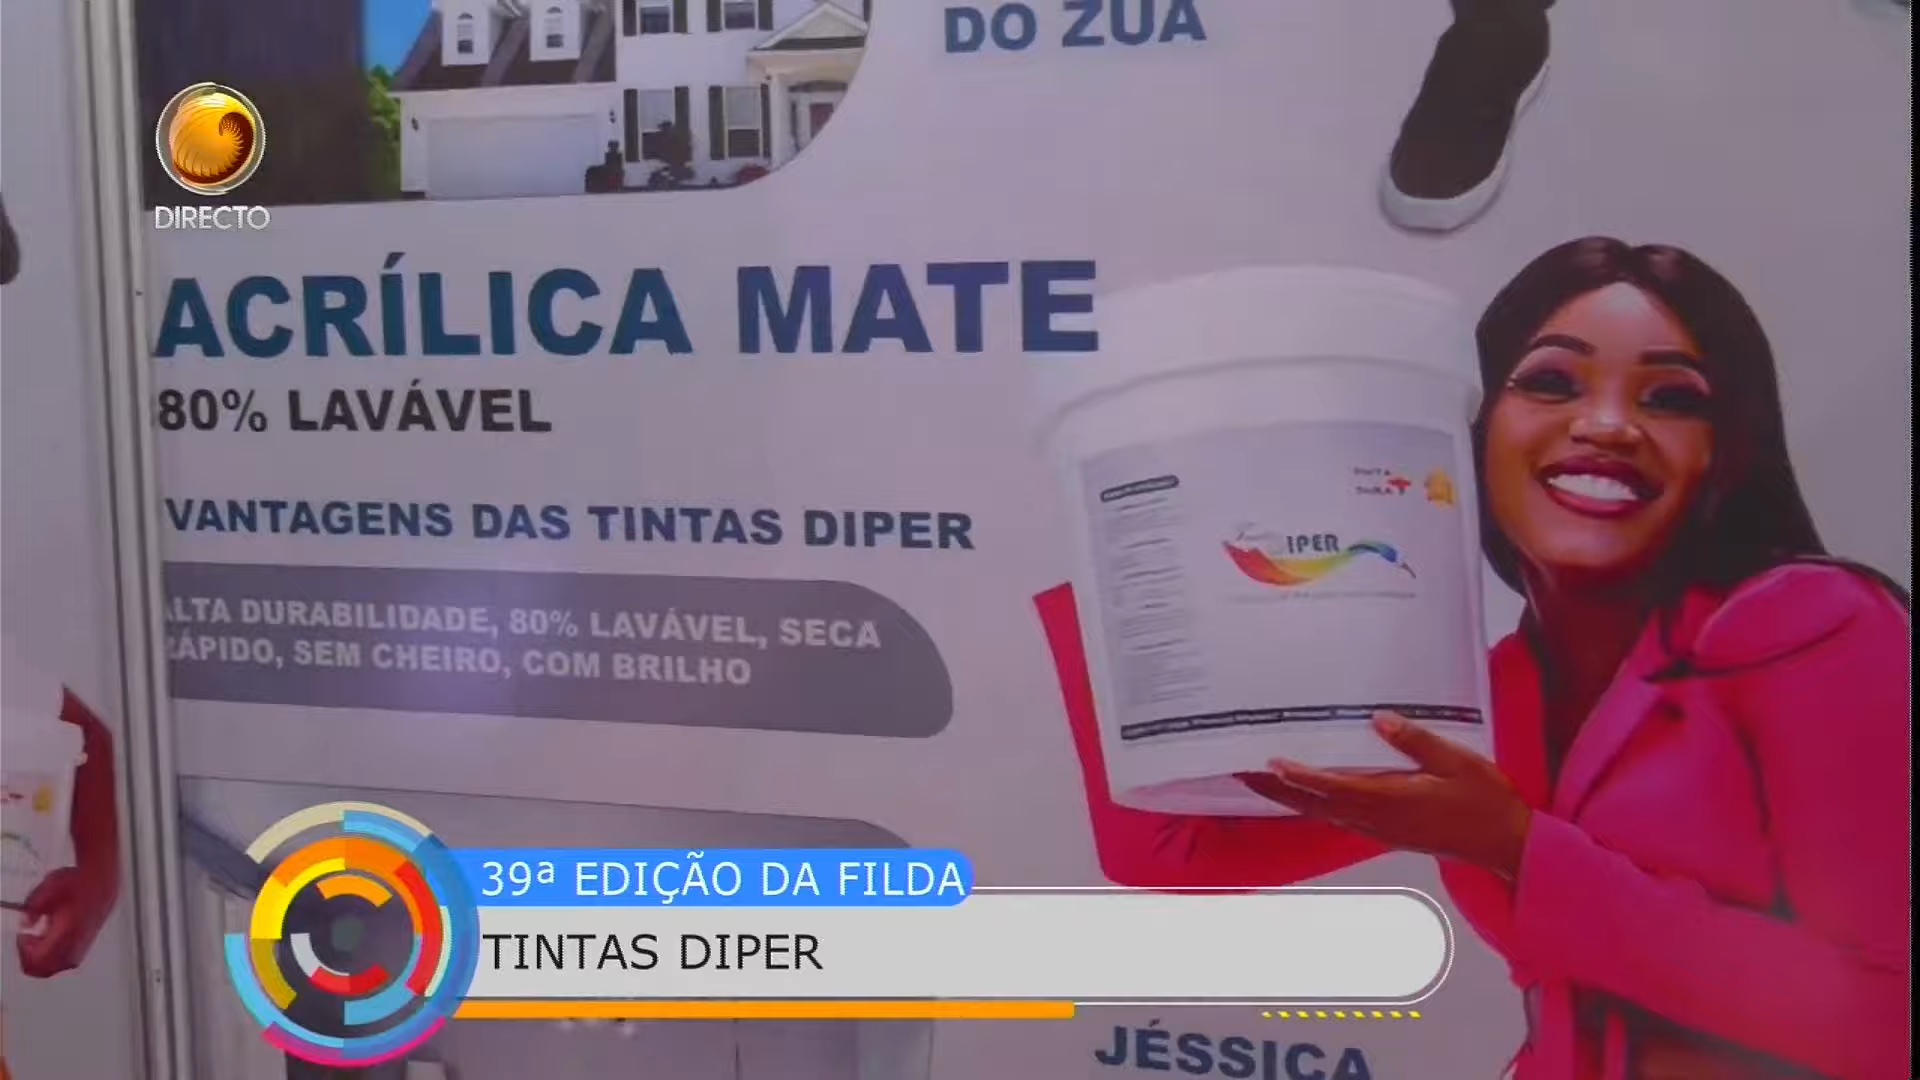 DO ZUA
DIRECTO
ACRÍLICA MATE
80% LAVÁVEL
VANTAGENS DAS TINTAS DIPER
ALTA DURABILIDADE, 80% LAVÁVEL, SECA
RÁPIDO, SEM CHEIRO, COM BRILHO
DIPER
39ª EDIÇÃO DA FILDA
TINTAS DIPER
JÉSSICA